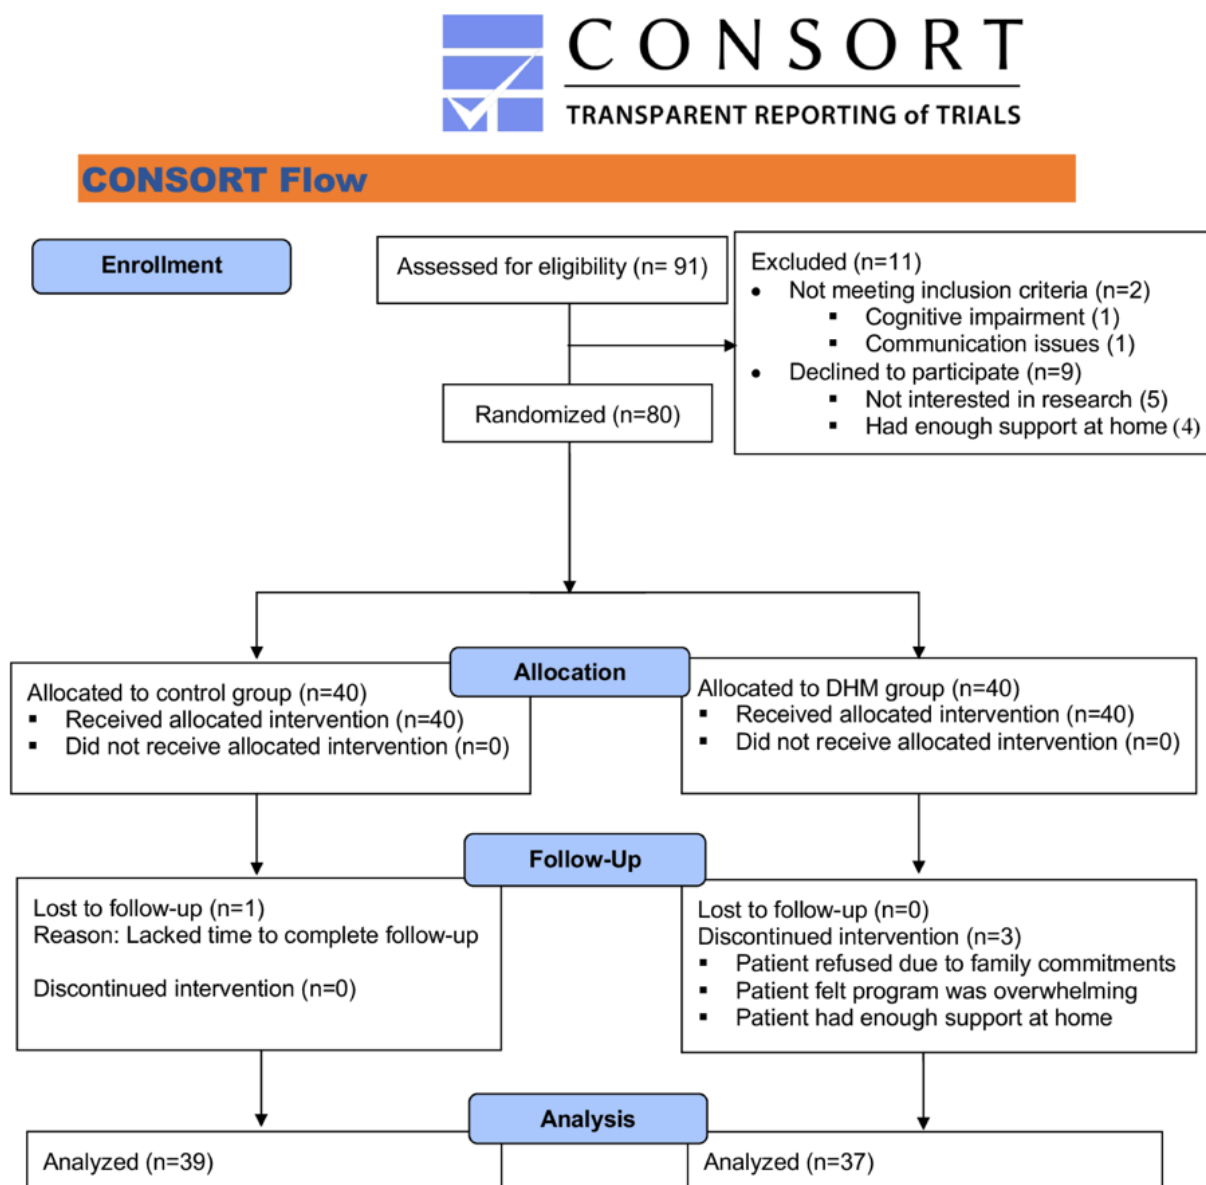 CONSORT
TRANSPARENT REPORTING of TRIALS
CONSORT Flow
Enrollment
Assessed for eligibility (n= 91)
Excluded (n=11)
• Not meeting inclusion criteria (n=2)
▪ Cognitive impairment (1)
▪ Communication issues (1)
• Declined to participate (n=9)
▪ Not interested in research (5)
▪ Had enough support at home (4)
Randomized (n=80)
Allocation
Allocated to control group (n=40)
▪ Received allocated intervention (n=40)
▪ Did not receive allocated intervention (n=0)
Allocated to DHM group (n=40)
▪ Received allocated intervention (n=40)
▪ Did not receive allocated intervention (n=0)
Follow-Up
Lost to follow-up (n=1)
Reason: Lacked time to complete follow-up
Discontinued intervention (n=0)
Lost to follow-up (n=0)
Discontinued intervention (n=3)
▪ Patient refused due to family commitments
▪ Patient felt program was overwhelming
▪ Patient had enough support at home
Analysis
Analyzed (n=39)
Analyzed (n=37)